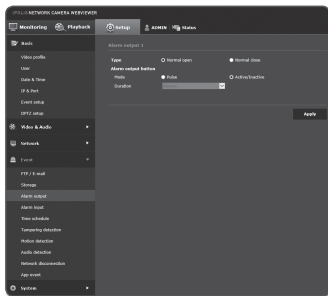 iPOLiS NETWORK CAMERA WEBVIEWER
Monitoring Playback Setup ADMIN Status
Basic
Video profile
User
Date & Time
IP & Port
Event setup
DPTZ setup
Video & Audio
Network
Event
FTP / E-mail
Storage
Alarm output
Alarm input
Time schedule
Tampering detection
Motion detection
Audio detection
Network disconnection
App event
System
Alarm output 1
Type Normal open Normal close
Alarm output button
Mode Pulse Active/Inactive
Duration
Apply